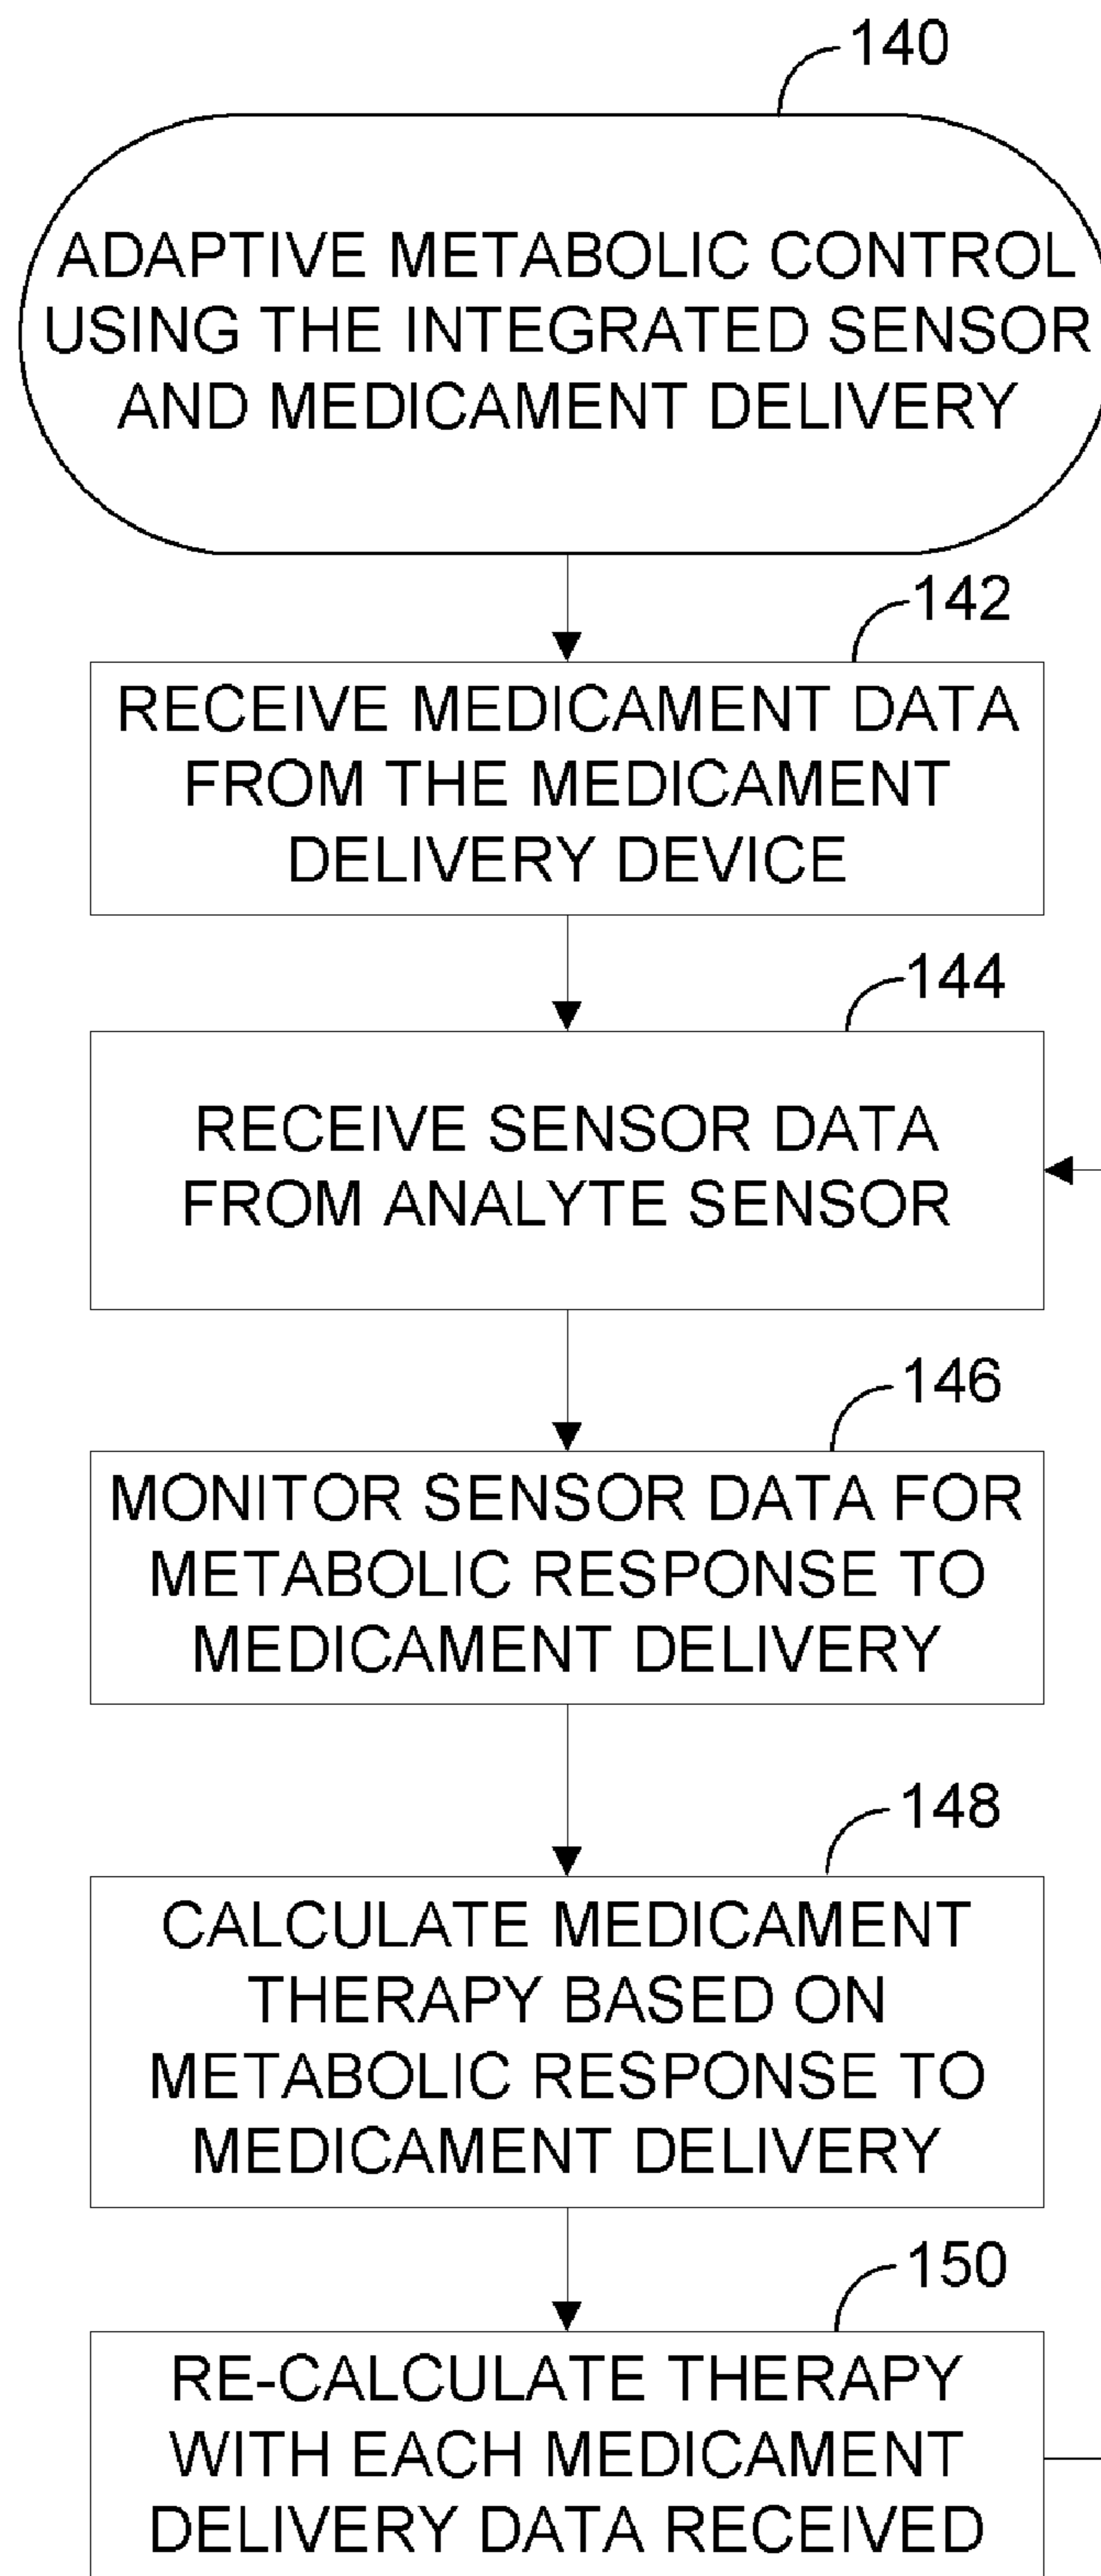 140
ADAPTIVE METABOLIC CONTROL
USING THE INTEGRATED SENSOR
AND MEDICAMENT DELIVERY
142
RECEIVE MEDICAMENT DATA
FROM THE MEDICAMENT
DELIVERY DEVICE
144
RECEIVE SENSOR DATA
FROM ANALYTE SENSOR
146
MONITOR SENSOR DATA FOR
METABOLIC RESPONSE TO
MEDICAMENT DELIVERY
148
CALCULATE MEDICAMENT
THERAPY BASED ON
METABOLIC RESPONSE TO
MEDICAMENT DELIVERY
150
RE-CALCULATE THERAPY
WITH EACH MEDICAMENT
DELIVERY DATA RECEIVED